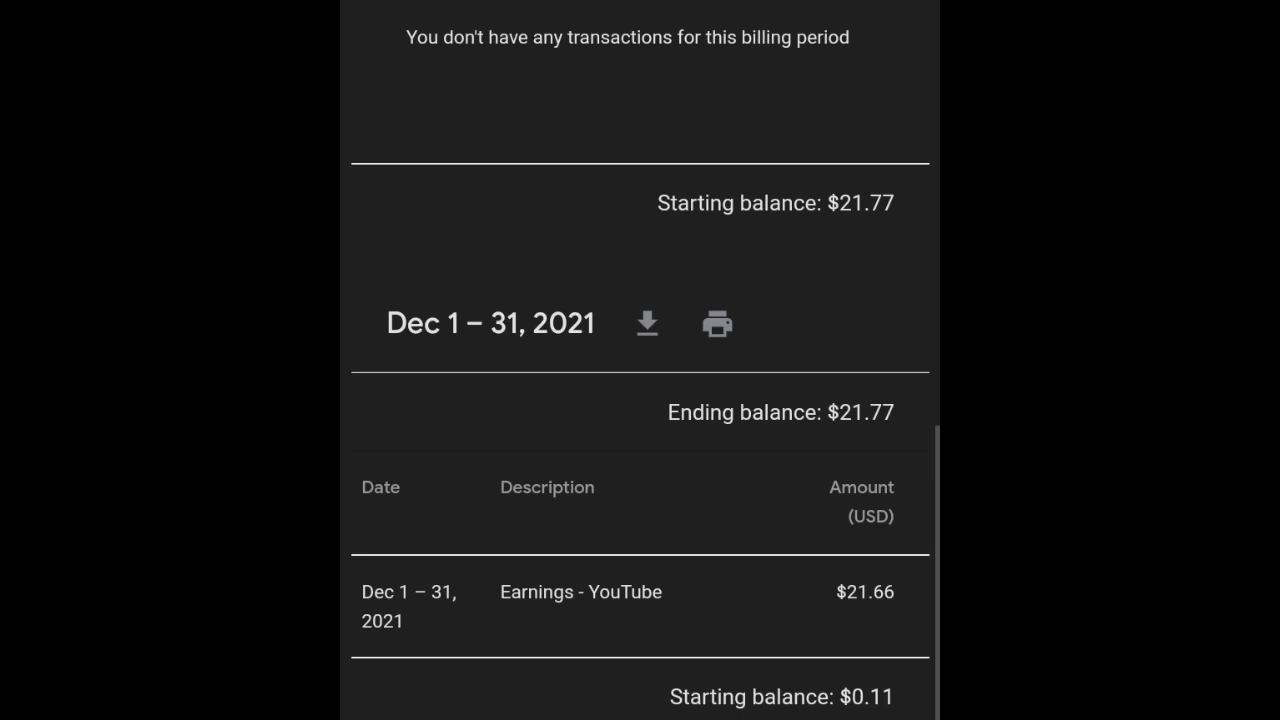 You don't have any transactions for this billing period
Starting balance: $21.77
Dec 1 – 31, 2021
Ending balance: $21.77
Date Description Amount
(USD)
Dec 1 – 31, Earnings - YouTube $21.66
2021
Starting balance: $0.11